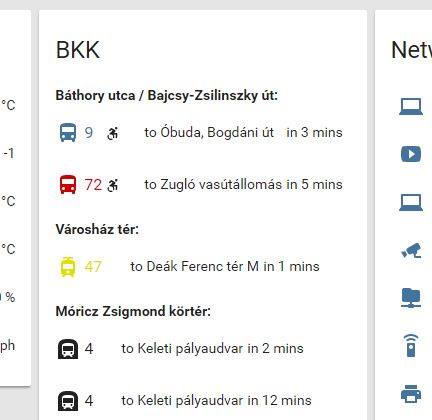 BKK
Báthory utca / Bajcsy-Zsilinszky út:
9 to Óbuda, Bogdáni út in 3 mins
72 to Zugló vasútállomás in 5 mins
Városház tér:
47 to Deák Ferenc tér M in 1 mins
Móricz Zsigmond körtér:
4 to Keleti pályaudvar in 2 mins
4 to Keleti pályaudvar in 12 mins
°C
-1
°C
°C
%